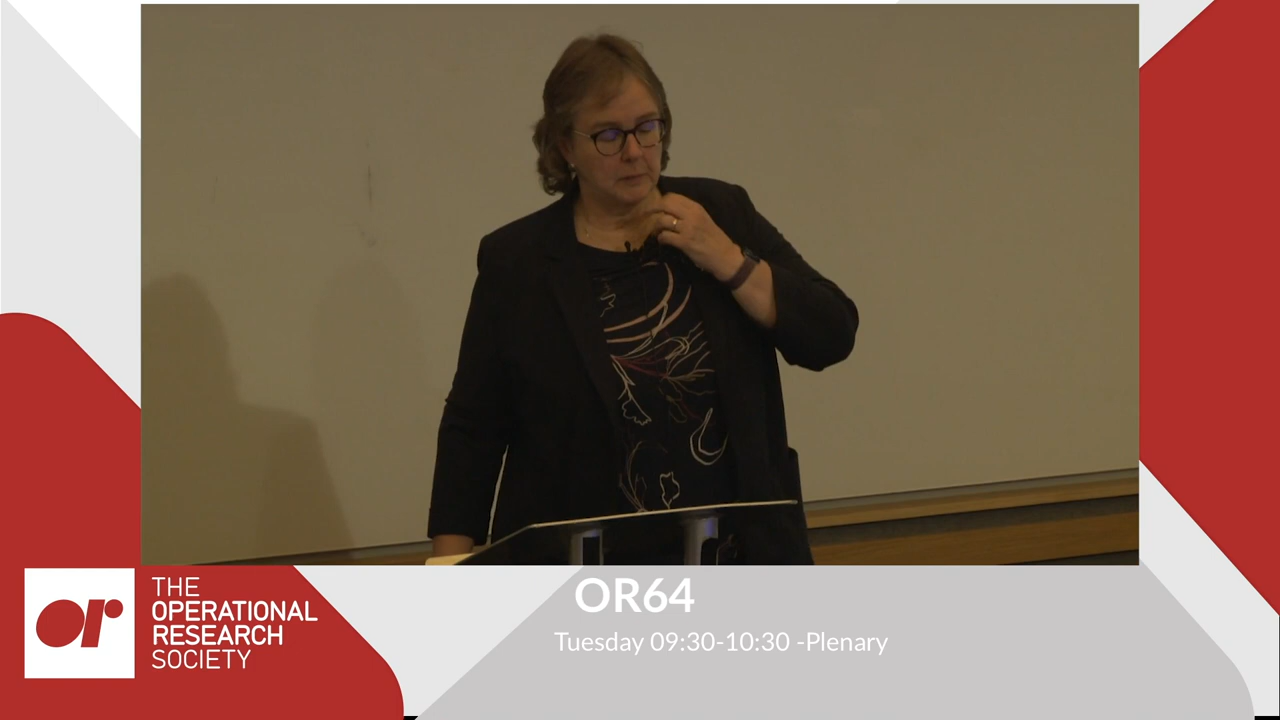 OR64
Tuesday 09:30-10:30 -Plenary
or
THE
OPERATIONAL
RESEARCH
SOCIETY